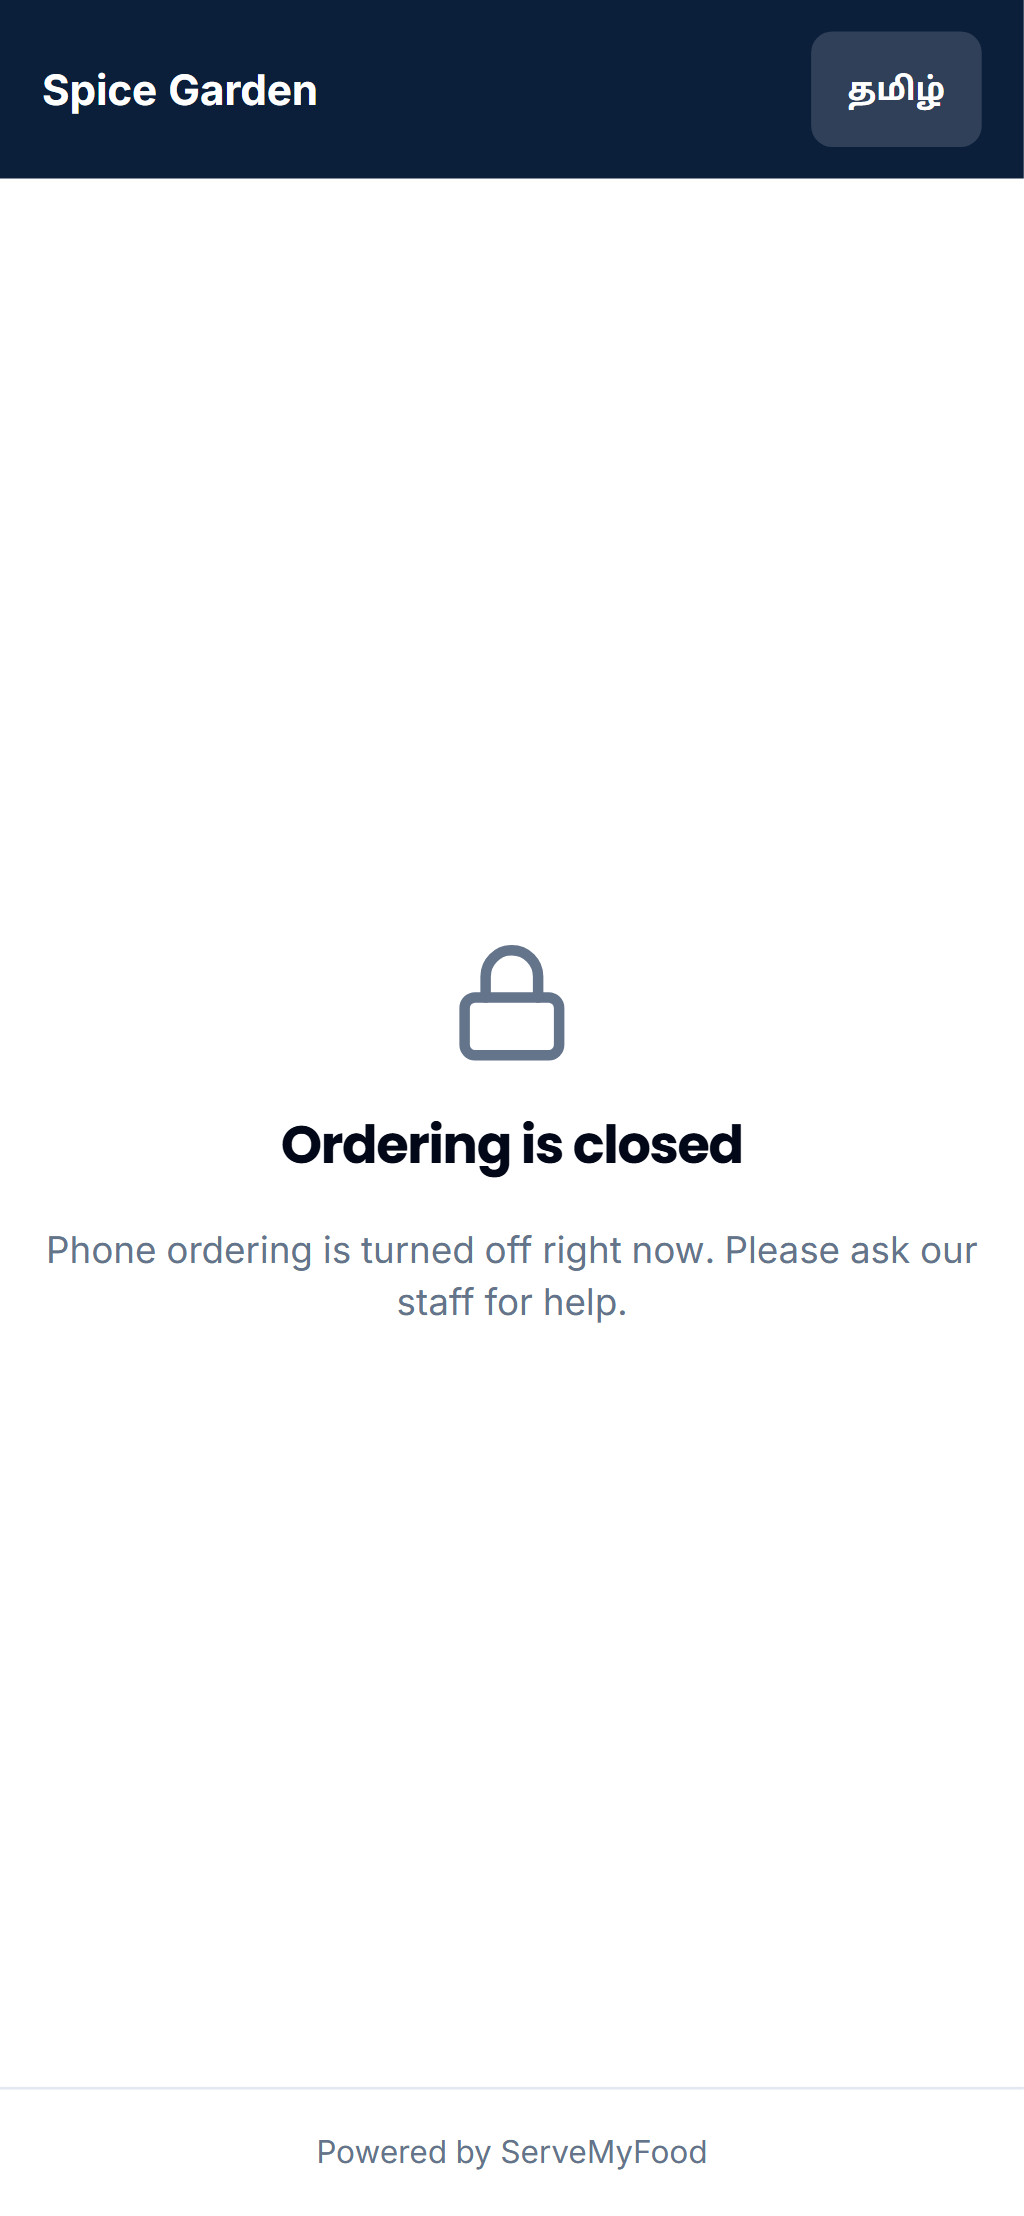 Spice Garden
தமிழ்
Ordering is closed
Phone ordering is turned off right now. Please ask our
staff for help.
Powered by ServeMyFood